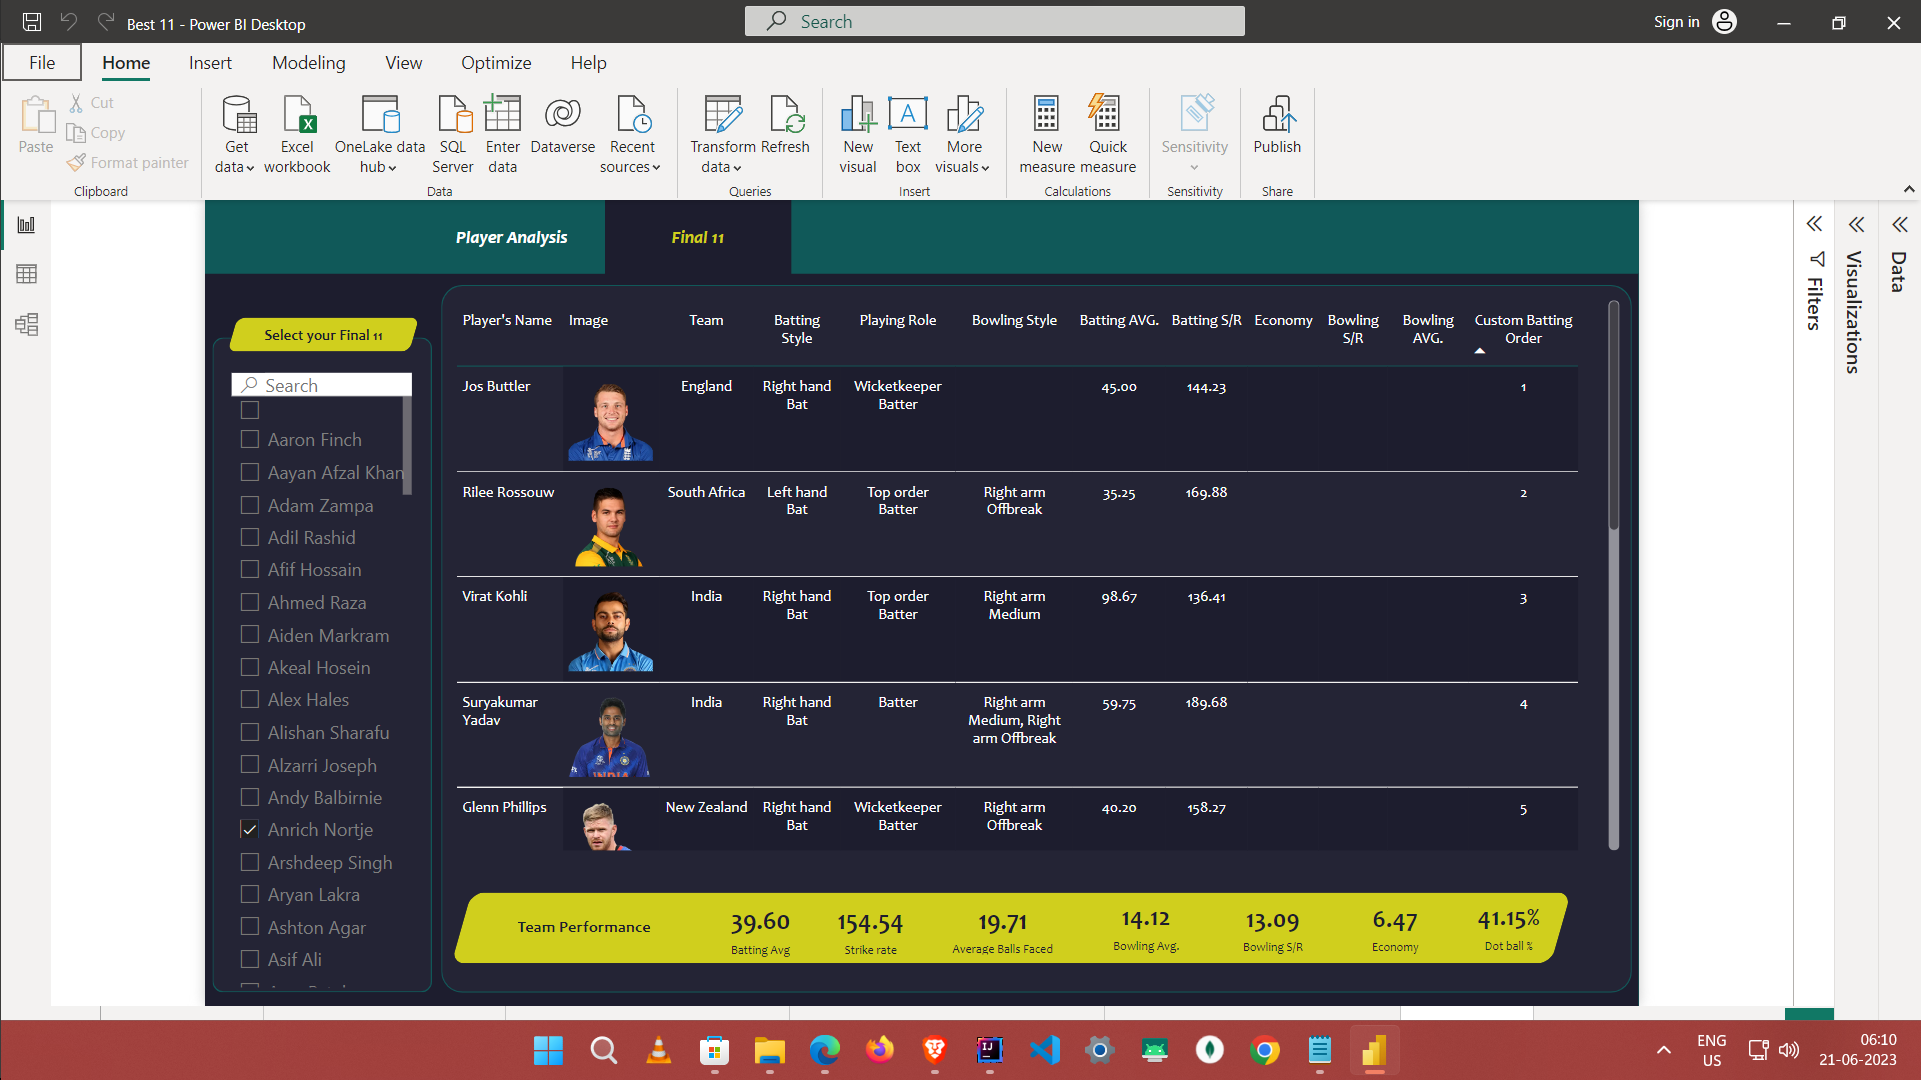 Best 11 - Power BI Desktop
Search
Sign in
File
Home
Insert
Modeling
View
Optimize
Help
Paste
Cut
Copy
Format painter
Clipboard
Get data
Excel workbook
OneLake data hub
SQL Server
Enter data
Dataverse
Recent sources
Data
Transform data
Refresh
Queries
New visual
Text box
More visuals
Insert
New measure
Quick measure
Calculations
Sensitivity
Sensitivity
Publish
Share
Player Analysis
Final 11
Filters
Visualizations
Data
Select your Final 11
Search
Aaron Finch
Aayan Afzal Khan
Adam Zampa
Adil Rashid
Afif Hossain
Ahmed Raza
Aiden Markram
Akeal Hosein
Alex Hales
Alishan Sharafu
Alzarri Joseph
Andy Balbirnie
Anrich Nortje
Arshdeep Singh
Aryan Lakra
Ashton Agar
Asif Ali
Player's Name Image Team Batting Style Playing Role Bowling Style Batting AVG. Batting S/R Economy Bowling S/R Bowling AVG. Custom Batting Order
Jos Buttler England Right hand Bat Wicketkeeper Batter 45.00 144.23 1
Rilee Rossouw South Africa Left hand Bat Top order Batter Right arm Offbreak 35.25 169.88 2
Virat Kohli India Right hand Bat Top order Batter Right arm Medium 98.67 136.41 3
Suryakumar Yadav India Right hand Bat Batter Right arm Medium, Right arm Offbreak 59.75 189.68 4
INDIA
Glenn Phillips New Zealand Right hand Bat Wicketkeeper Batter Right arm Offbreak 40.20 158.27 5
Team Performance
39.60 154.54 19.71 14.12 13.09 6.47 41.15%
Batting Avg Strike rate Average Balls Faced Bowling Avg. Bowling S/R Economy Dot ball %
IJ
ENG
US
06:10
21-06-2023